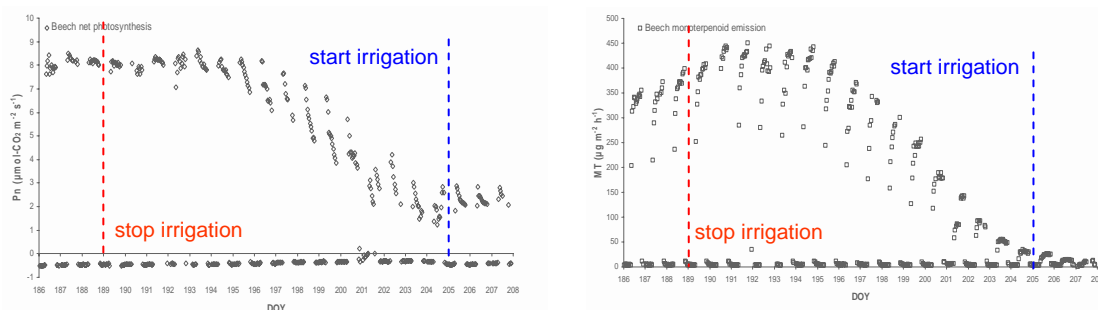 ◇Beech net photosynthesis
start irrigation
stop irrigation
Pn (µmol-CO₂ m⁻² s⁻¹)
10
9
8
7
6
5
4
3
2
1
0
-1
186 187 188 189 190 191 192 193 194 195 196 197 198 199 200 201 202 203 204 205 206 207 208
DOY
□Beech monoterpenoid emission
start irrigation
stop irrigation
MT (µg m⁻² h⁻¹)
500
450
400
350
300
250
200
150
100
50
0
186 187 188 189 190 191 192 193 194 195 196 197 198 199 200 201 202 203 204 205 206 207
DOY